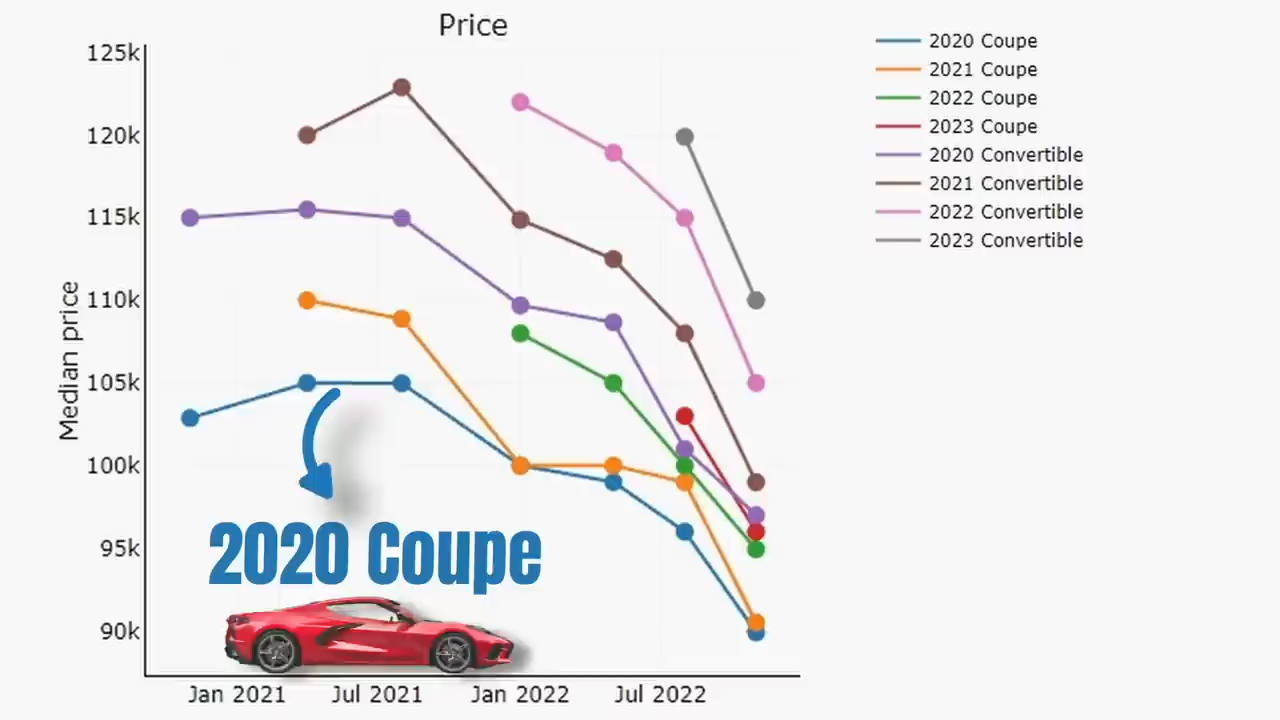 Price
125k
120k
115k
110k
105k
100k
95k
90k
Median price
Jan 2021
Jul 2021
Jan 2022
Jul 2022
2020 Coupe
2020 Coupe
2021 Coupe
2022 Coupe
2023 Coupe
2020 Convertible
2021 Convertible
2022 Convertible
2023 Convertible